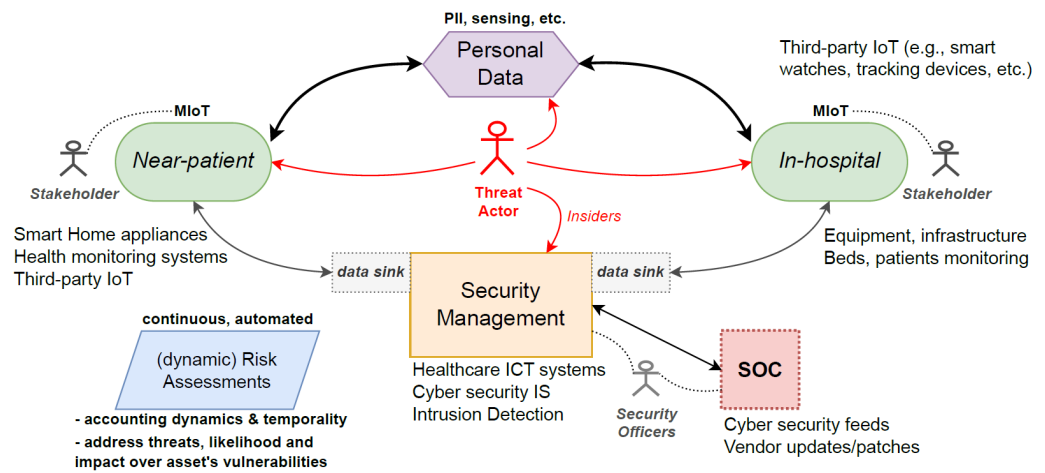 PII, sensing, etc.
Personal
Data
Third-party IoT (e.g., smart
watches, tracking devices, etc.)
MIoT
Near-patient
Stakeholder
Threat
Actor
Insiders
MIoT
In-hospital
Stakeholder
Smart Home appliances
Health monitoring systems
Third-party IoT
Equipment, infrastructure
Beds, patients monitoring
data sink
Security
Management
data sink
continuous, automated
(dynamic) Risk
Assessments
- accounting dynamics & temporality
- address threats, likelihood and
impact over asset's vulnerabilities
Healthcare ICT systems
Cyber security IS
Intrusion Detection
Security
Officers
SOC
Cyber security feeds
Vendor updates/patches